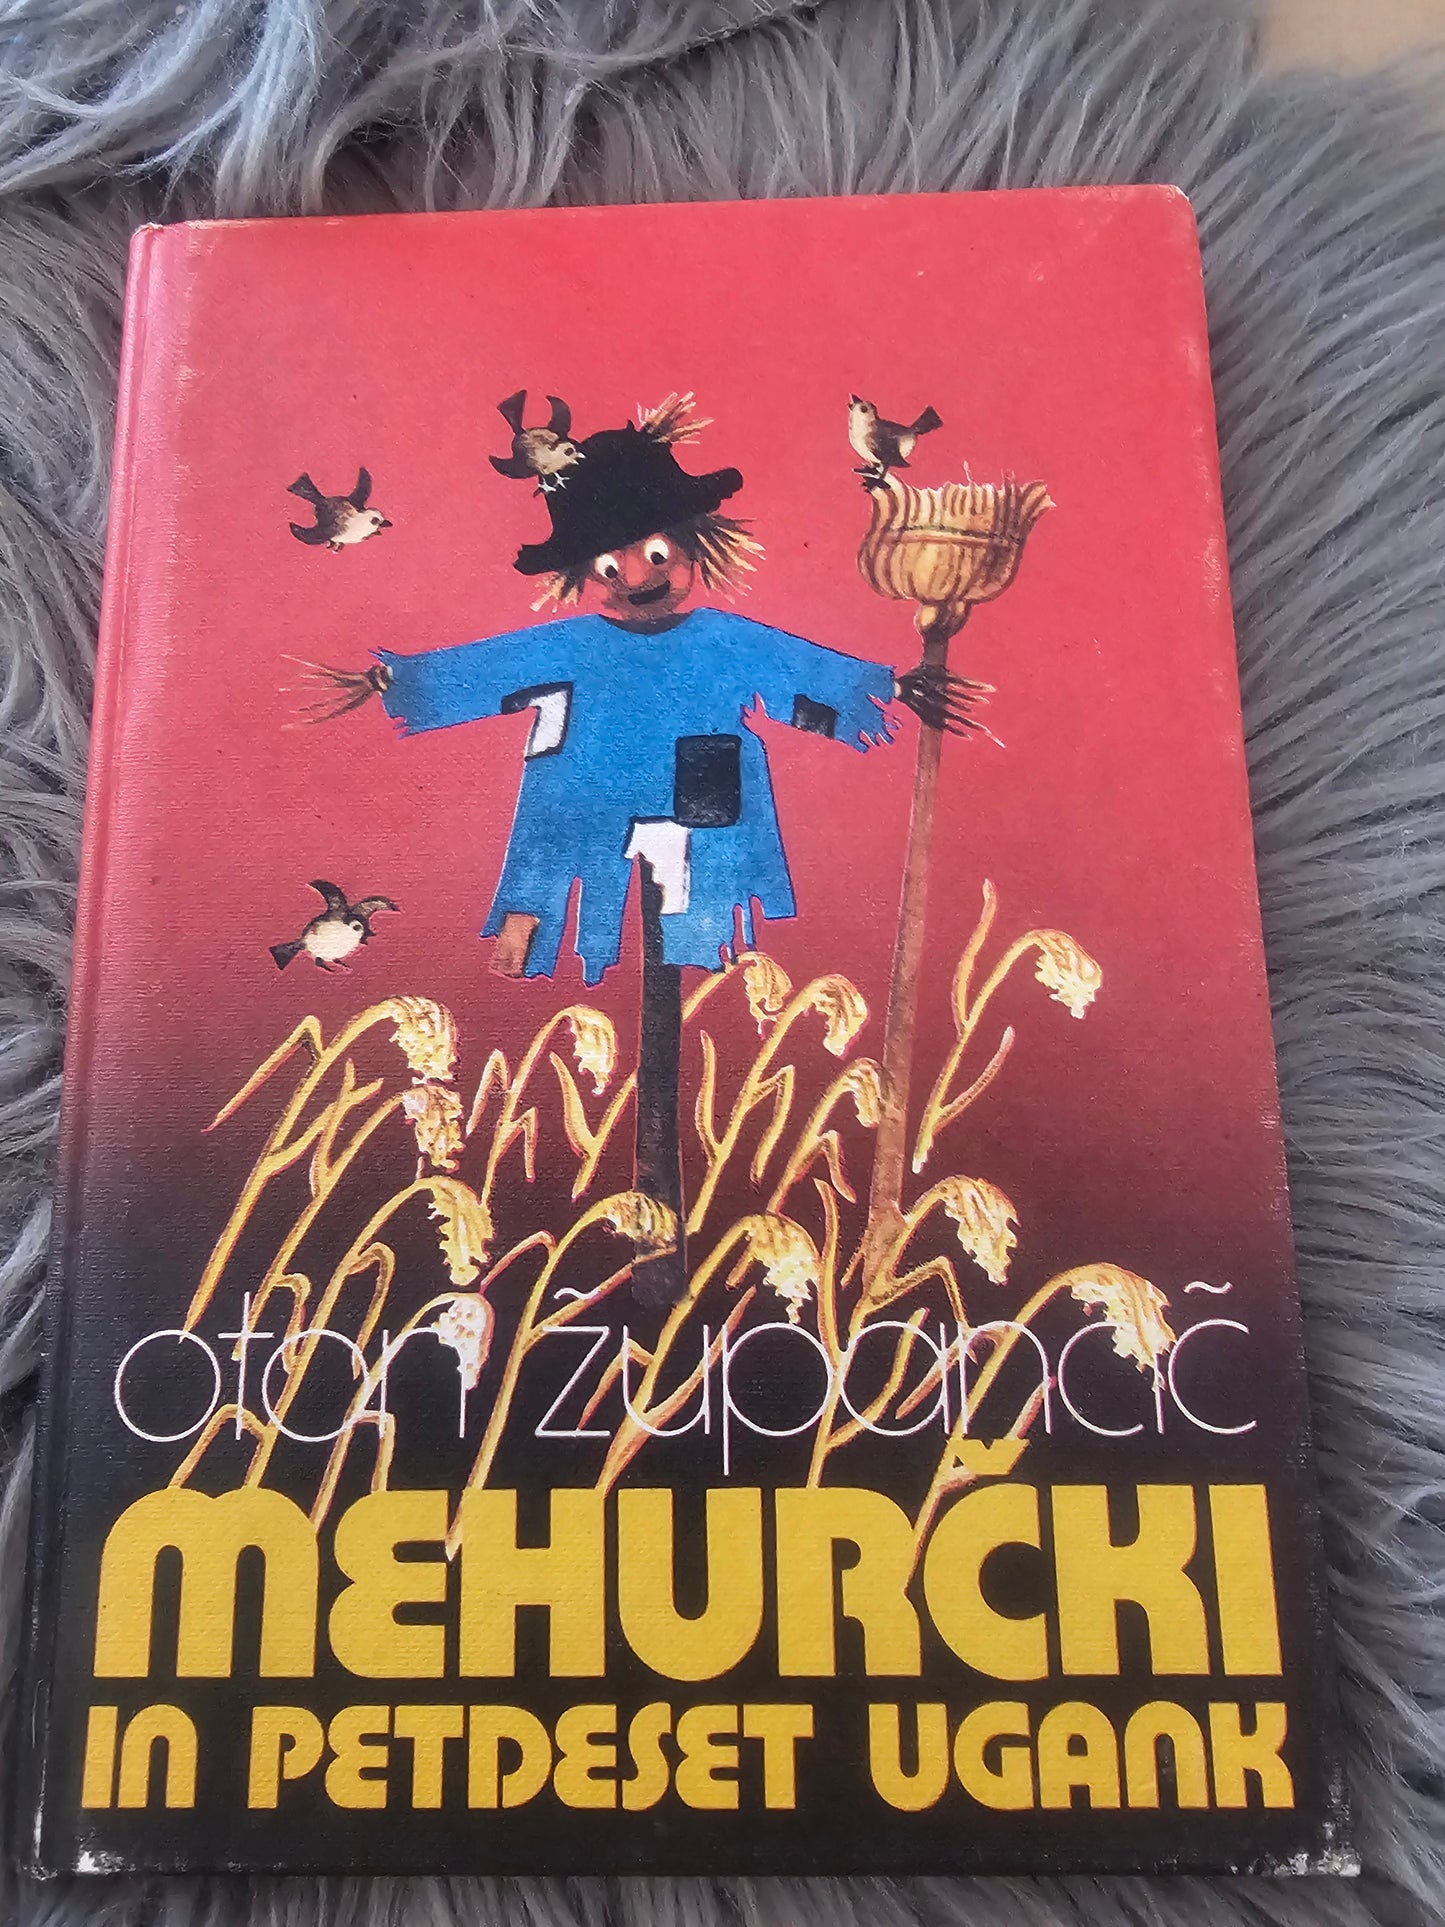 oton župančič
MEHURČKI
IN PETDESET UGANK